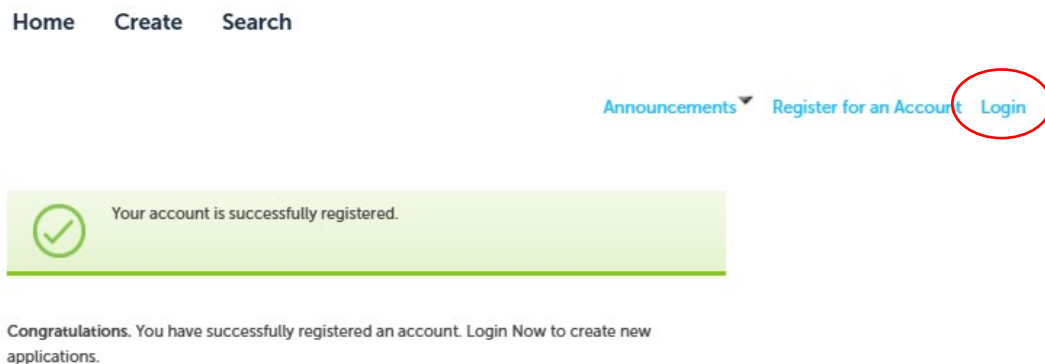 Home Create Search
Announcements Register for an Account Login
Your account is successfully registered.
Congratulations. You have successfully registered an account. Login Now to create new
applications.